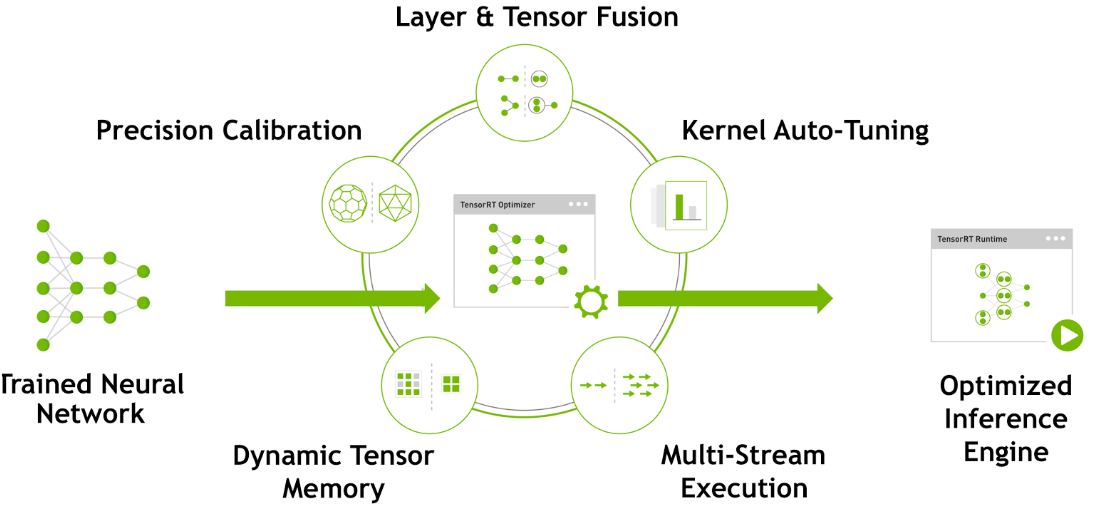 Layer & Tensor Fusion
Precision Calibration
Kernel Auto-Tuning
TensorRT Optimizer
TensorRT Runtime
Trained Neural
Network
Dynamic Tensor
Memory
Multi-Stream
Execution
Optimized
Inference
Engine